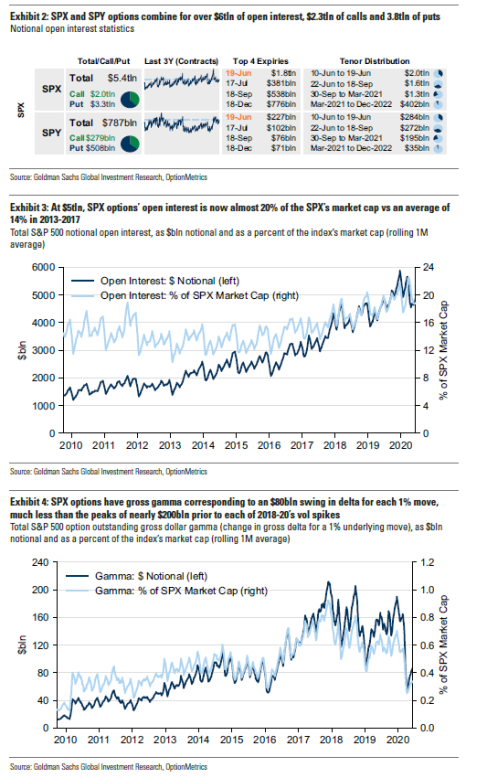 Exhibit 2: SPX and SPY options combine for over $6tln of open interest, $2.3tln of calls and 3.8tln of puts
Notional open interest statistics
Total/Call/Put Last 3Y (Contracts) Top 4 Expiries Tenor Distribution
SPX
SPX
Total $5.4tln
Call $2.0tln
Put $3.3tln
19-Jun $1.8tln 10-Jun to 19-Jun $2.0tln
17-Jul $381bln 22-Jun to 18-Sep $1.6tln
18-Sep $538bln 30-Sep to Mar-2021 $1.3tln
18-Dec $776bln Mar-2021 to Dec-2022 $402bln
SPY
Total $787bln
Call $279bln
Put $508bln
19-Jun $227bln 10-Jun to 19-Jun $284bln
17-Jul $102bln 22-Jun to 18-Sep $272bln
18-Sep $76bln 30-Sep to Mar-2021 $195bln
18-Dec $71bln Mar-2021 to Dec-2022 $35bln
Source: Goldman Sachs Global Investment Research, OptionMetrics
Exhibit 3: At $5tln, SPX options' open interest is now almost 20% of the SPX's market cap vs an average of
14% in 2013-2017
Total S&P 500 notional open interest, as $bln notional and as a percent of the index's market cap (rolling 1M
average)
6000 24
5000 20
4000 16
3000 12
2000 8
1000 4
0 0
Open Interest: $ Notional (left)
Open Interest: % of SPX Market Cap (right)
$bln
% of SPX Market Cap
2010 2011 2012 2013 2014 2015 2016 2017 2018 2019 2020
Source: Goldman Sachs Global Investment Research, OptionMetrics
Exhibit 4: SPX options have gross gamma corresponding to an $80bln swing in delta for each 1% move,
much less than the peaks of nearly $200bln prior to each of 2018-20's vol spikes
Total S&P 500 option outstanding gross dollar gamma (change in gross delta for a 1% underlying move), as $bln
notional and as a percent of the index's market cap (rolling 1M average)
240 1.2
200 1.0
160 0.8
120 0.6
80 0.4
40 0.2
0 0.0
Gamma: $ Notional (left)
Gamma: % of SPX Market Cap (right)
$bln
% of SPX Market Cap
2010 2011 2012 2013 2014 2015 2016 2017 2018 2019 2020
Source: Goldman Sachs Global Investment Research, OptionMetrics